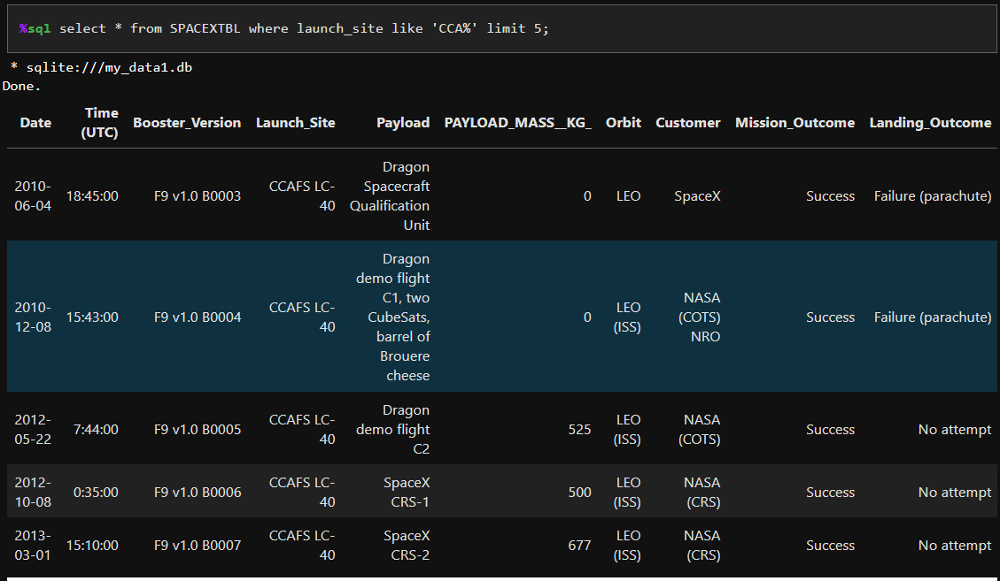 %sql select * from SPACEXTBL where launch_site like 'CCA%' limit 5;
* sqlite:///my_data1.db
Done.
Date Time (UTC) Booster_Version Launch_Site Payload PAYLOAD_MASS__KG_ Orbit Customer Mission_Outcome Landing_Outcome
2010-06-04 18:45:00 F9 v1.0 B0003 CCAFS LC-40 Dragon Spacecraft Qualification Unit 0 LEO SpaceX Success Failure (parachute)
2010-12-08 15:43:00 F9 v1.0 B0004 CCAFS LC-40 Dragon demo flight C1, two CubeSats, barrel of Brouere cheese 0 LEO (ISS) NASA (COTS) NRO Success Failure (parachute)
2012-05-22 7:44:00 F9 v1.0 B0005 CCAFS LC-40 Dragon demo flight C2 525 LEO (ISS) NASA (COTS) Success No attempt
2012-10-08 0:35:00 F9 v1.0 B0006 CCAFS LC-40 SpaceX CRS-1 500 LEO (ISS) NASA (CRS) Success No attempt
2013-03-01 15:10:00 F9 v1.0 B0007 CCAFS LC-40 SpaceX CRS-2 677 LEO (ISS) NASA (CRS) Success No attempt